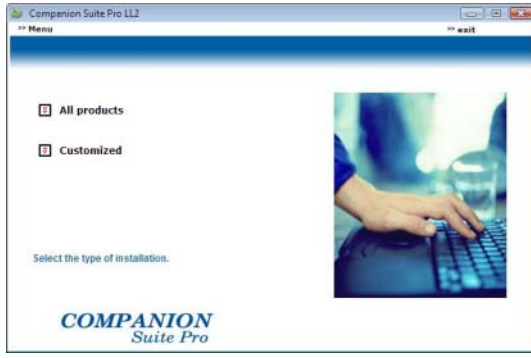 Companion Suite Pro LL2
>> Menu
>> exit
All products
Customized
Select the type of installation.
COMPANION
Suite Pro